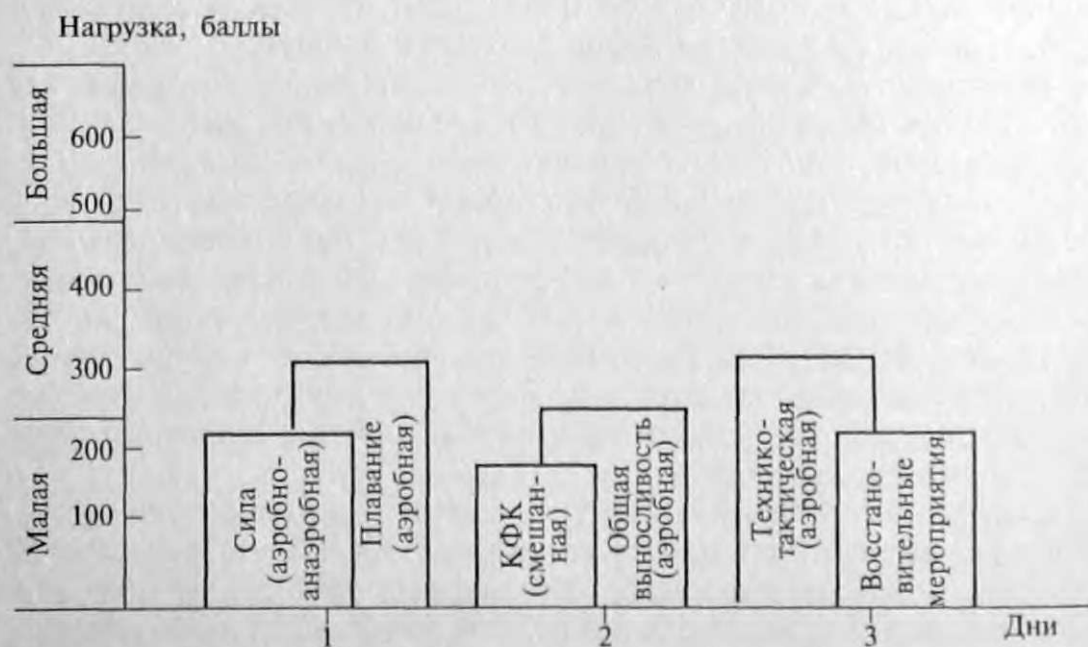 Нагрузка, баллы
Большая
Средняя
Малая
600
500
400
300
200
100
Сила
(аэробно-
анаэробная)
Плавание
(аэробная)
КФК
(смешан-
ная)
Общая
выносливость
(аэробная)
Технико-
тактическая
(аэробная)
Восстано-
вительные
мероприятия
1
2
3
Дни